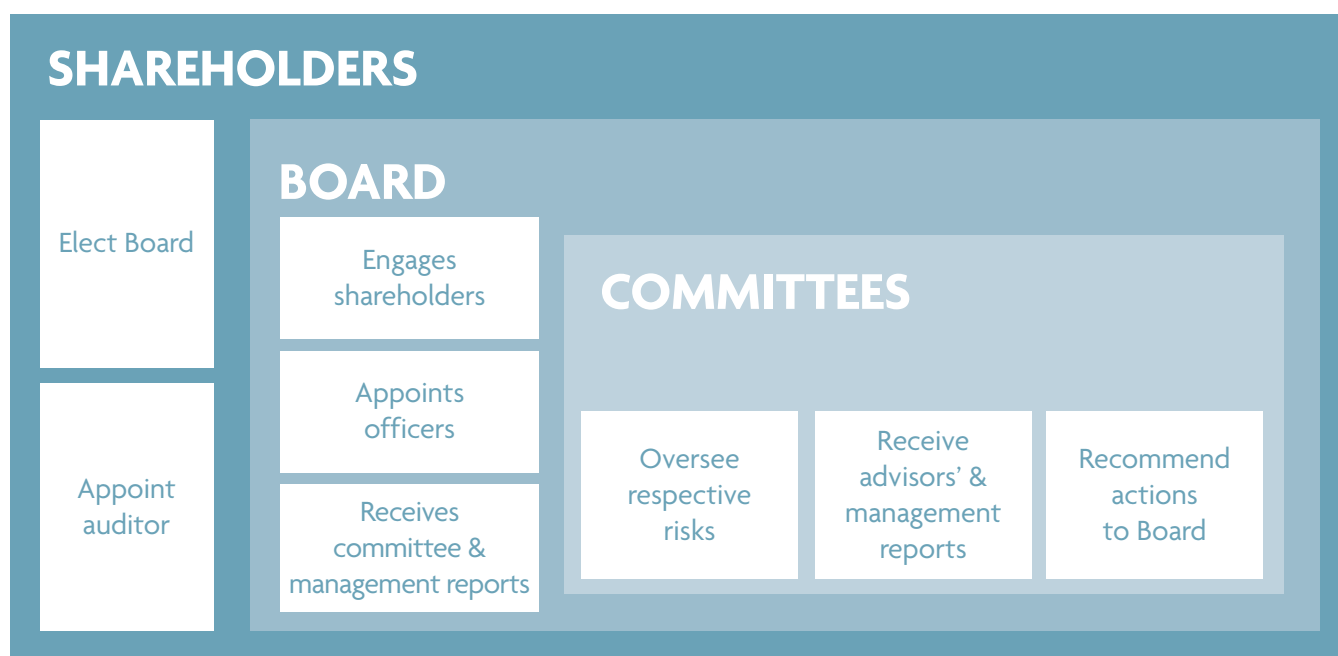 SHAREHOLDERS
Elect Board
Appoint
auditor
BOARD
Engages
shareholders
Appoints
officers
Receives
committee &
management reports
COMMITTEES
Oversee
respective
risks
Receive
advisors’ &
management
reports
Recommend
actions
to Board